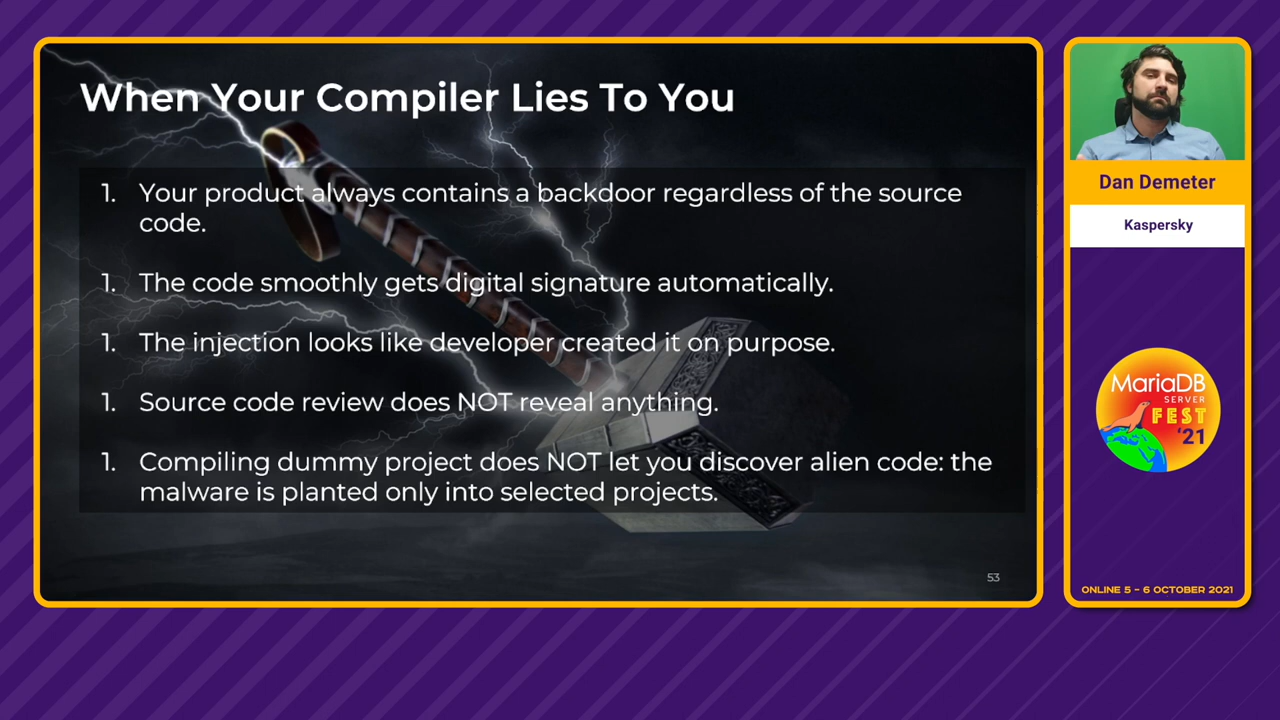 When Your Compiler Lies To You
1. Your product always contains a backdoor regardless of the source
code.
1. The code smoothly gets digital signature automatically.
1. The injection looks like developer created it on purpose.
1. Source code review does NOT reveal anything.
1. Compiling dummy project does NOT let you discover alien code: the
malware is planted only into selected projects.
53
Dan Demeter
Kaspersky
MariaDB
SERVER
FEST
'21
ONLINE 5 - 6 OCTOBER 2021